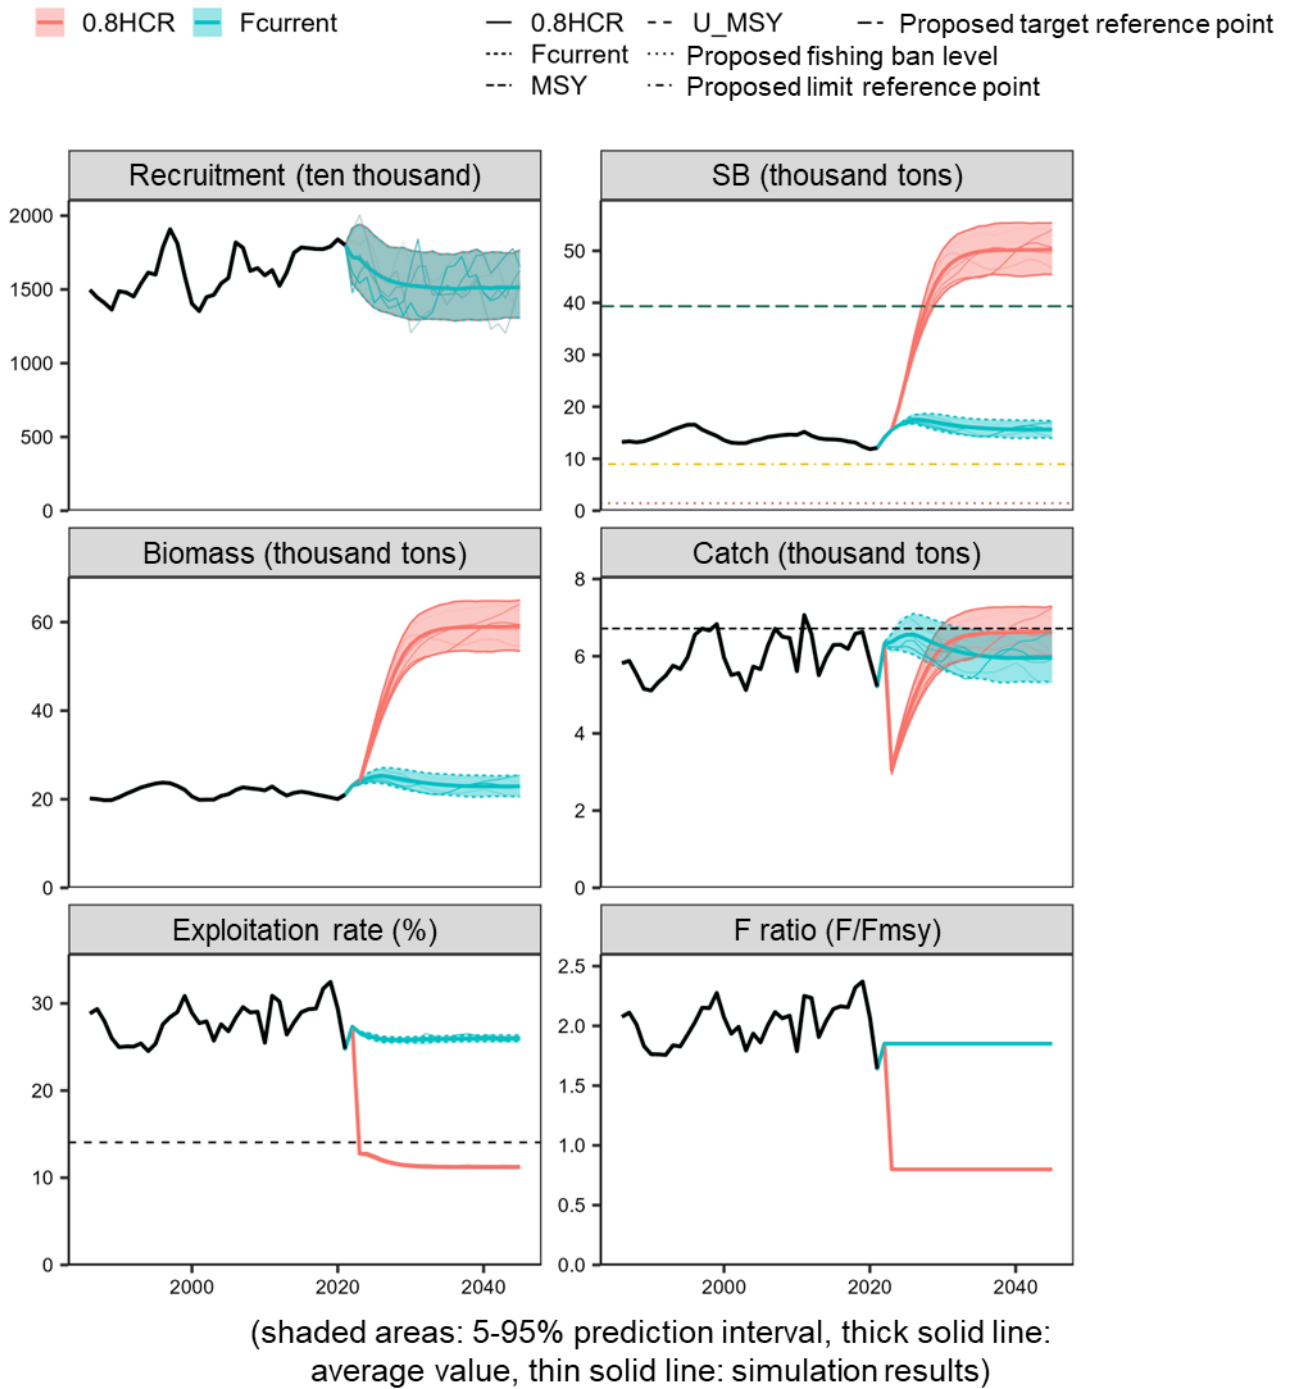 0.8HCR Fcurrent
0.8HCR U_MSY Proposed target reference point
Fcurrent Proposed fishing ban level
MSY Proposed limit reference point
Recruitment (ten thousand)
2000
1500
1000
500
0
SB (thousand tons)
50
40
30
20
10
0
Biomass (thousand tons)
60
40
20
0
Catch (thousand tons)
8
6
4
2
0
Exploitation rate (%)
30
20
10
0
2000 2020 2040
F ratio (F/Fmsy)
2.5
2.0
1.5
1.0
0.5
0.0
2000 2020 2040
(shaded areas: 5-95% prediction interval, thick solid line:
average value, thin solid line: simulation results)